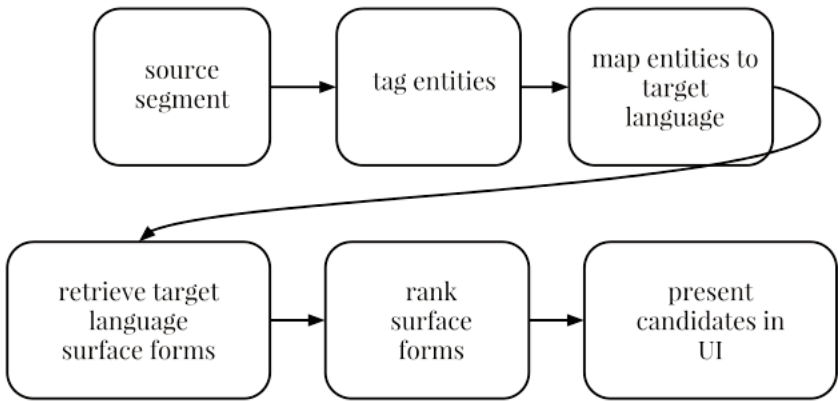 source
segment
tag entities
map entities to
target
language
retrieve target
language
surface forms
rank
surface
forms
present
candidates in
UI